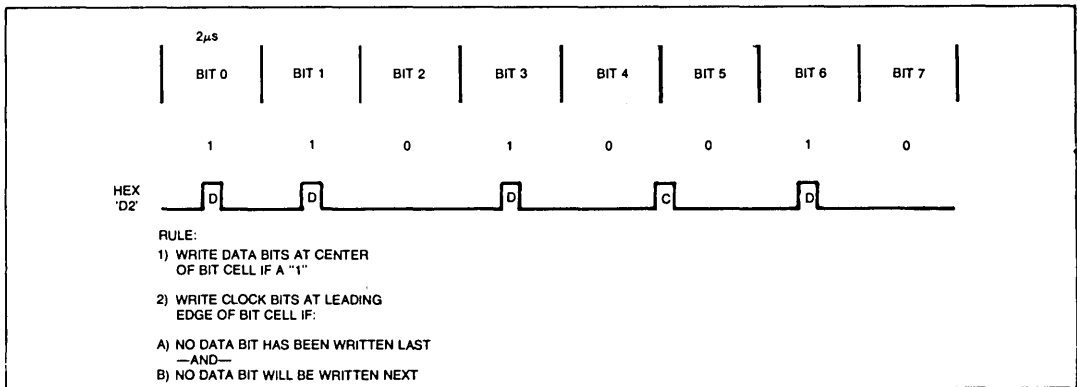 2μs
BIT 0 BIT 1 BIT 2 BIT 3 BIT 4 BIT 5 BIT 6 BIT 7
1 1 0 1 0 0 1 0
HEX
'D2'
D D D C D
RULE:
1) WRITE DATA BITS AT CENTER
OF BIT CELL IF A "1"
2) WRITE CLOCK BITS AT LEADING
EDGE OF BIT CELL IF:
A) NO DATA BIT HAS BEEN WRITTEN LAST
—AND—
B) NO DATA BIT WILL BE WRITTEN NEXT